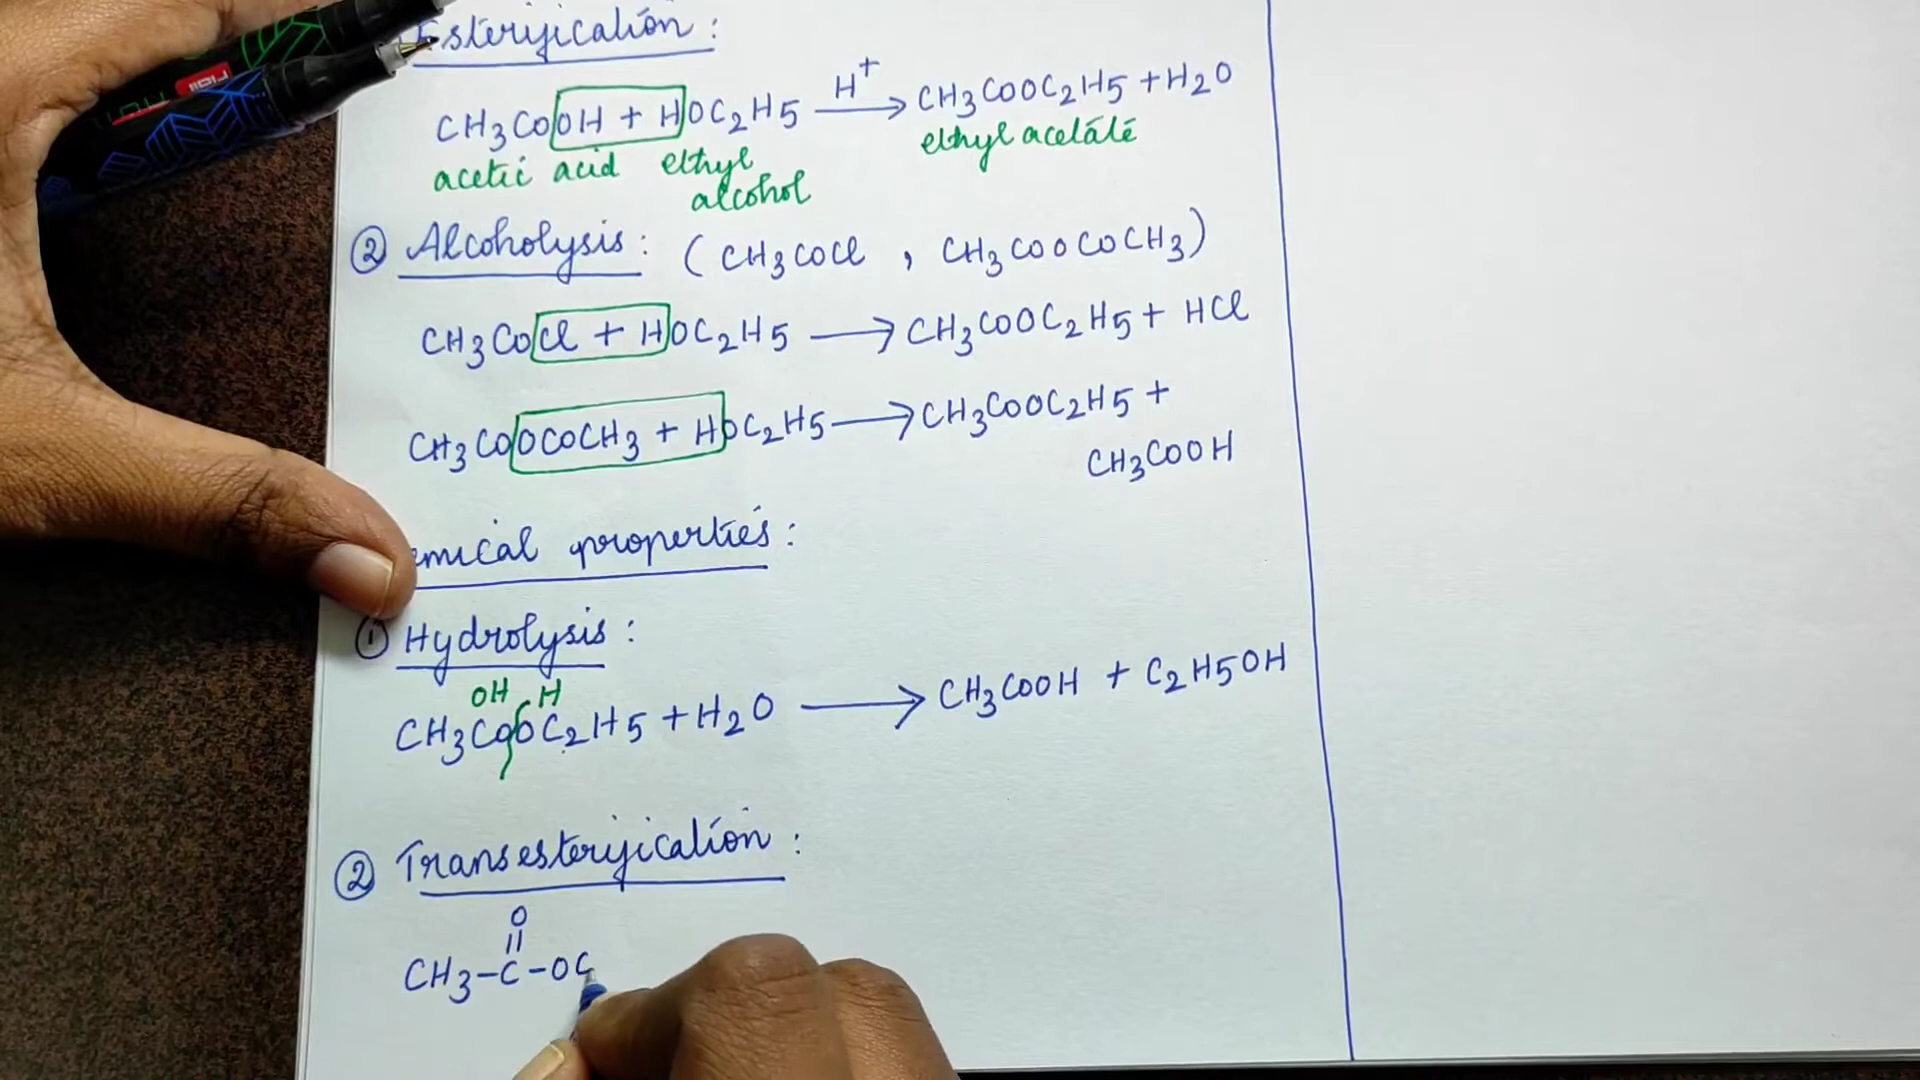 Esterification :
CH3COOH + HOC2H5 H+ → CH3COOC2H5 + H2O
acetic acid ethyl alcohol ethyl acetate
② Alcoholysis : (CH3COCl , CH3COOCOCH3)
CH3COCl + HOC2H5 → CH3COOC2H5 + HCl
CH3COOCOCH3 + HOC2H5 → CH3COOC2H5 +
CH3COOH
emical properties :
① Hydrolysis :
OH H
CH3COOC2H5 + H2O → CH3COOH + C2H5OH
② Transesterification :
O
||
CH3-C-OC